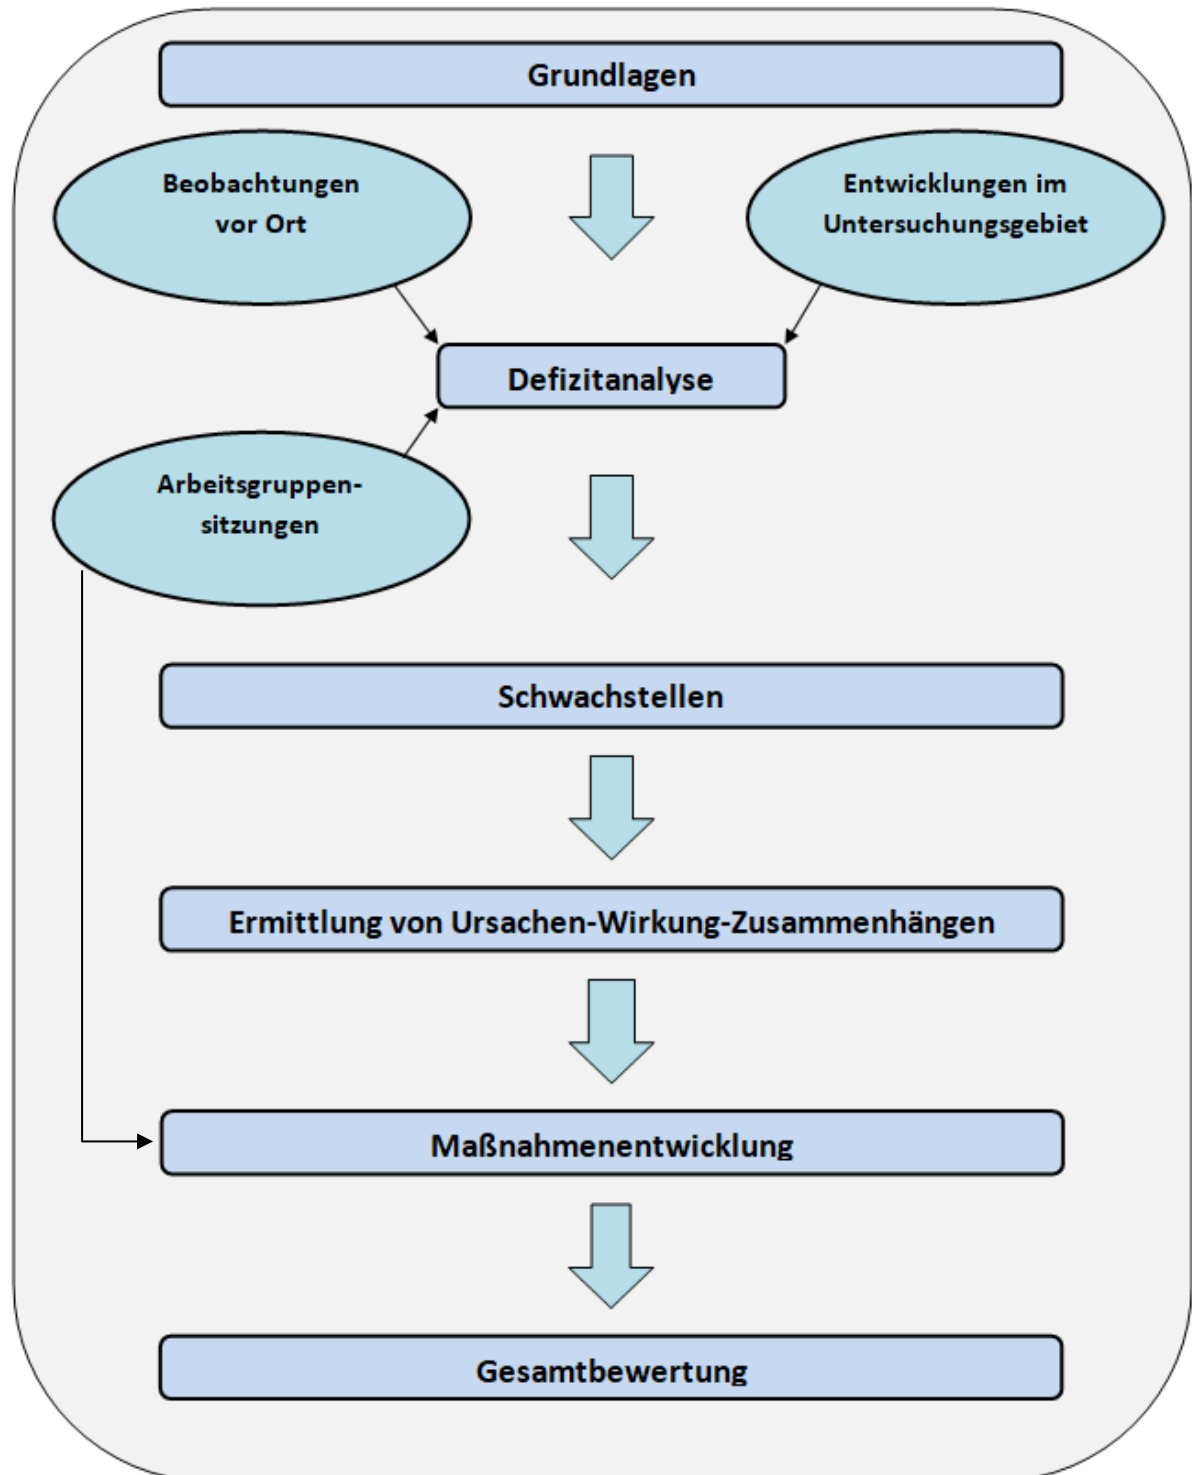 Grundlagen
Beobachtungen
vor Ort
Entwicklungen im
Untersuchungsgebiet
Defizitanalyse
Arbeitsgruppen-
sitzungen
Schwachstellen
Ermittlung von Ursachen-Wirkung-Zusammenhängen
Maßnahmenentwicklung
Gesamtbewertung